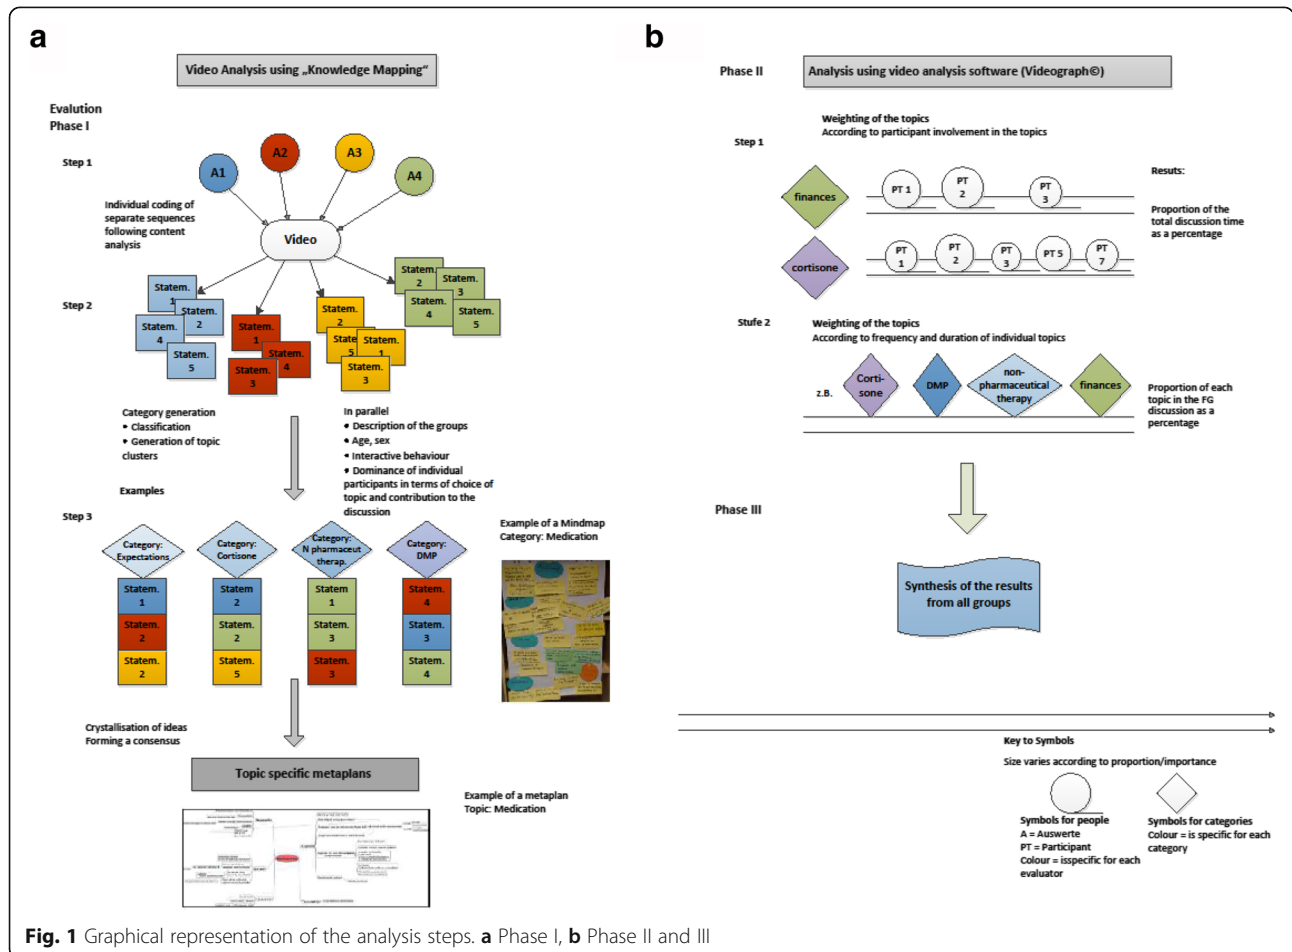 a
Video Analysis using „Knowledge Mapping“
Evalution
Phase I
Step 1
A1
A2
A3
A4
Individual coding of
separate sequences
following content
analysis
Video
Step 2
Statem.
1
Statem.
2
Statem.
4
Statem.
5
Statem.
1
Statem.
4
Statem.
3
Statem.
2
Statem.
5
Statem.
1
Statem.
3
Statem.
2
Statem.
3
Statem.
4
Statem.
5
Category generation
• Classification
• Generation of topic
clusters
In parallel
• Description of the groups
• Age, sex
• Interactive behaviour
• Dominance of individual
participants in terms of choice of
topic and contribution to the
discussion
Examples
Step 3
Category:
Expectations
Category:
Cortisone
Category:
N pharmaceut
therap.
Category:
DMP
Statem.
1
Statem.
2
Statem.
2
Statem
2
Statem.
2
Statem.
5
Statem
1
Statem.
3
Statem.
3
Statem.
4
Statem.
3
Statem.
4
Example of a Mindmap
Category: Medication
Crystallisation of ideas
Forming a consensus
Topic specific metaplans
Example of a metaplan
Topic: Medication
b
Phase II
Analysis using video analysis software (Videograph©)
Weighting of the topics
According to participant involvement in the topics
Step 1
finances
PT 1
PT
2
PT
3
Resuts:
Proportion of the
total discussion time
as a percentage
cortisone
PT
1
PT
2
PT
3
PT 5
PT
7
Stufe 2
Weighting of the topics
According to frequency and duration of individual topics
z.B.
Corti-
sone
DMP
non-
pharmaceutical
therapy
finances
Proportion of each
topic in the FG
discussion as a
percentage
Phase III
Synthesis of the results
from all groups
Key to Symbols
Size varies according to proportion/importance
Symbols for people
A = Auswerte
PT = Participant
Colour = isspecific for each
evaluator
Symbols for categories
Colour = is specific for each
category
Fig. 1 Graphical representation of the analysis steps. a Phase I, b Phase II and III